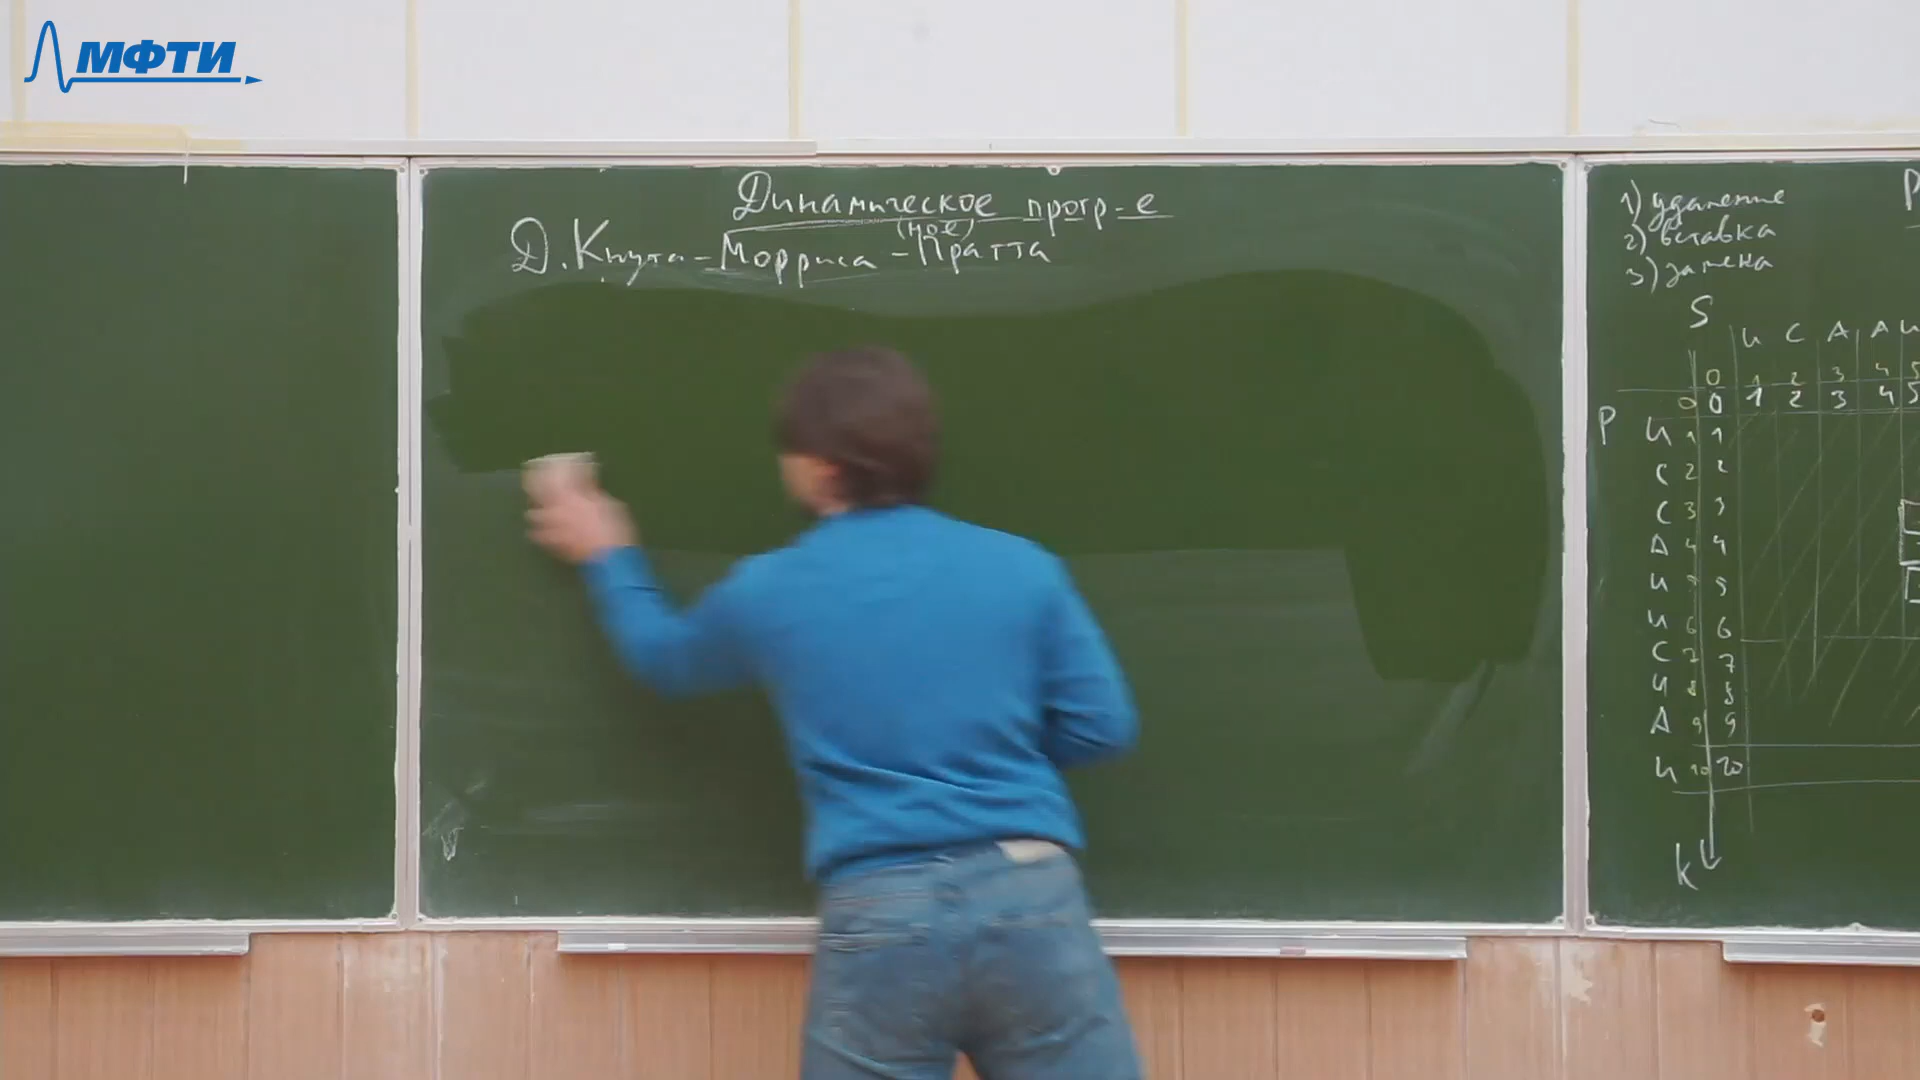 МФТИ
Динамическое прогр-е
(ное)
Д. Кнута - Морриса - Пратта
1) удаление
2) вставка
3) замена
S
И С А А И
0 1 2 3 4 5
0 0 1 2 3 4 5
P И 1 1
С 2 2
С 3 3
А 4 4
И 5 5
И 6 6
С 7 7
И 8 8
А 9 9
И 10 10
k
P